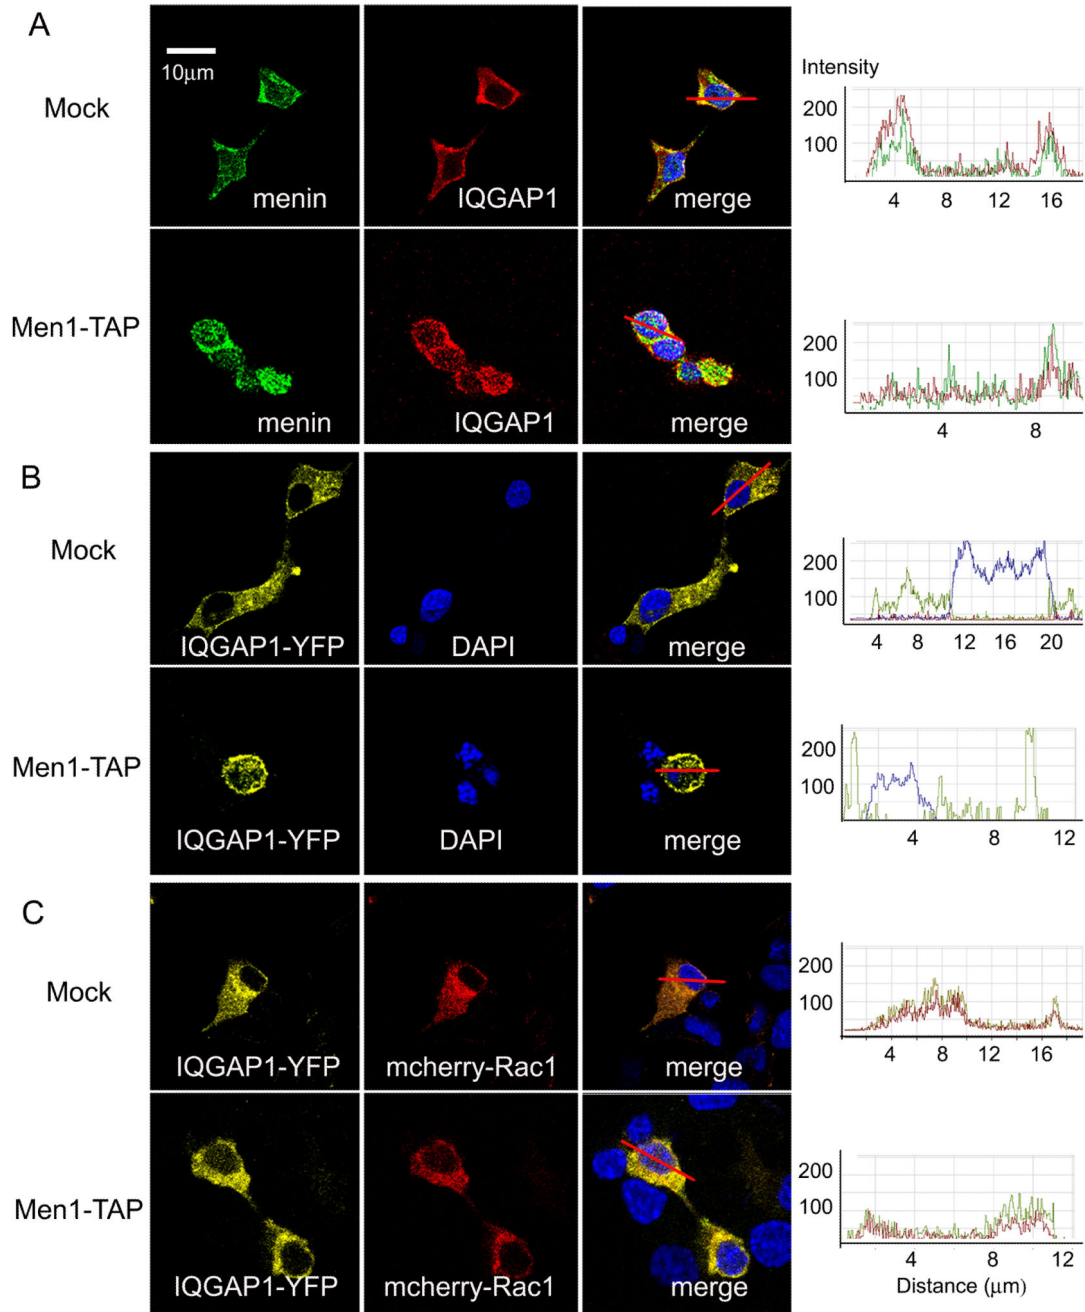 A
10μm
Mock
menin
IQGAP1
merge
Intensity
200
100
4 8 12 16
Men1-TAP
menin
IQGAP1
merge
200
100
4 8
B
Mock
IQGAP1-YFP
DAPI
merge
200
100
4 8 12 16 20
Men1-TAP
IQGAP1-YFP
DAPI
merge
200
100
4 8 12
C
Mock
IQGAP1-YFP
mcherry-Rac1
merge
200
100
4 8 12 16
Men1-TAP
IQGAP1-YFP
mcherry-Rac1
merge
200
100
4 8 12
Distance (μm)